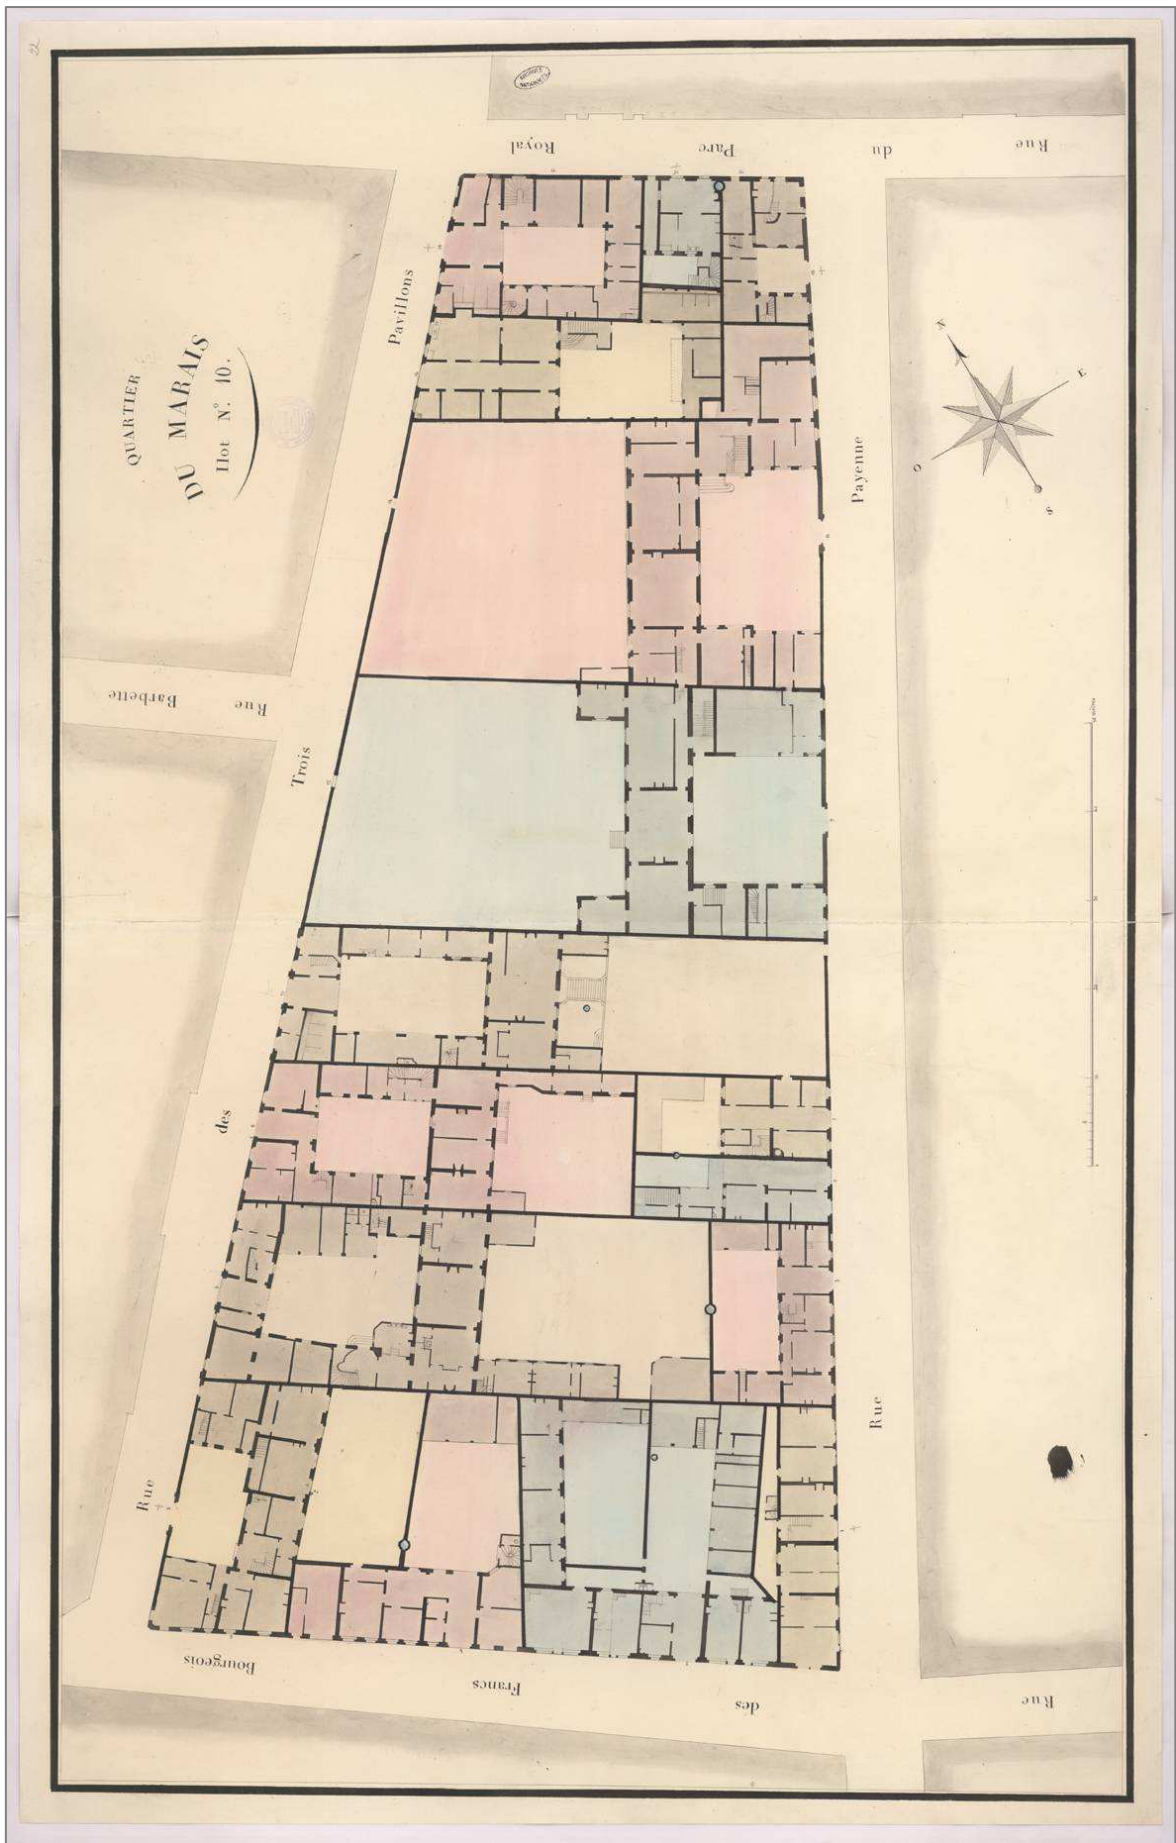 22
Rue du Parc Royal
QUARTIER
DU MARAIS
Ilot N.º 10.
Rue des Trois Pavillons
Rue Payenne
Rue Barbette
N
E
S
O
Rue des Francs Bourgeois